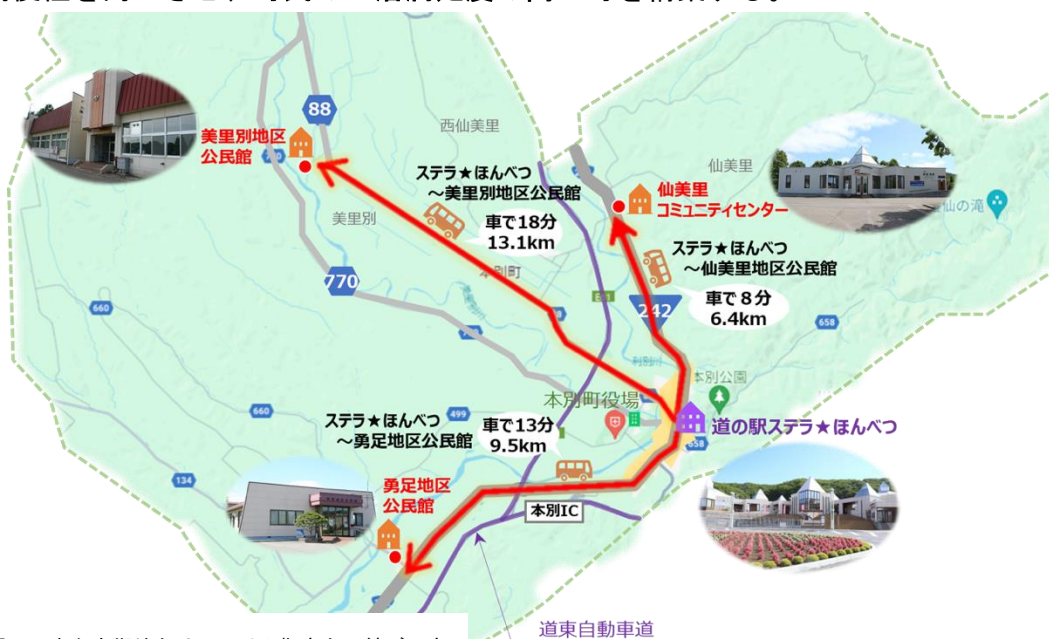 88
西仙美里
美里別地区
公民館
ステラ★ほんべつ
～美里別地区公民館
車で18分
13.1km
美里別
仙美里
仙美里
コミュニティセンター
ステラ★ほんべつ
～仙美里地区公民館
車で８分
6.4km
本別町
770
242
660
658
利別川
本別公園
本別町役場
道の駅ステラ★ほんべつ
658
660
499
ステラ★ほんべつ
～勇足地区公民館
車で13分
9.5km
134
勇足地区
公民館
本別IC
道東自動車道